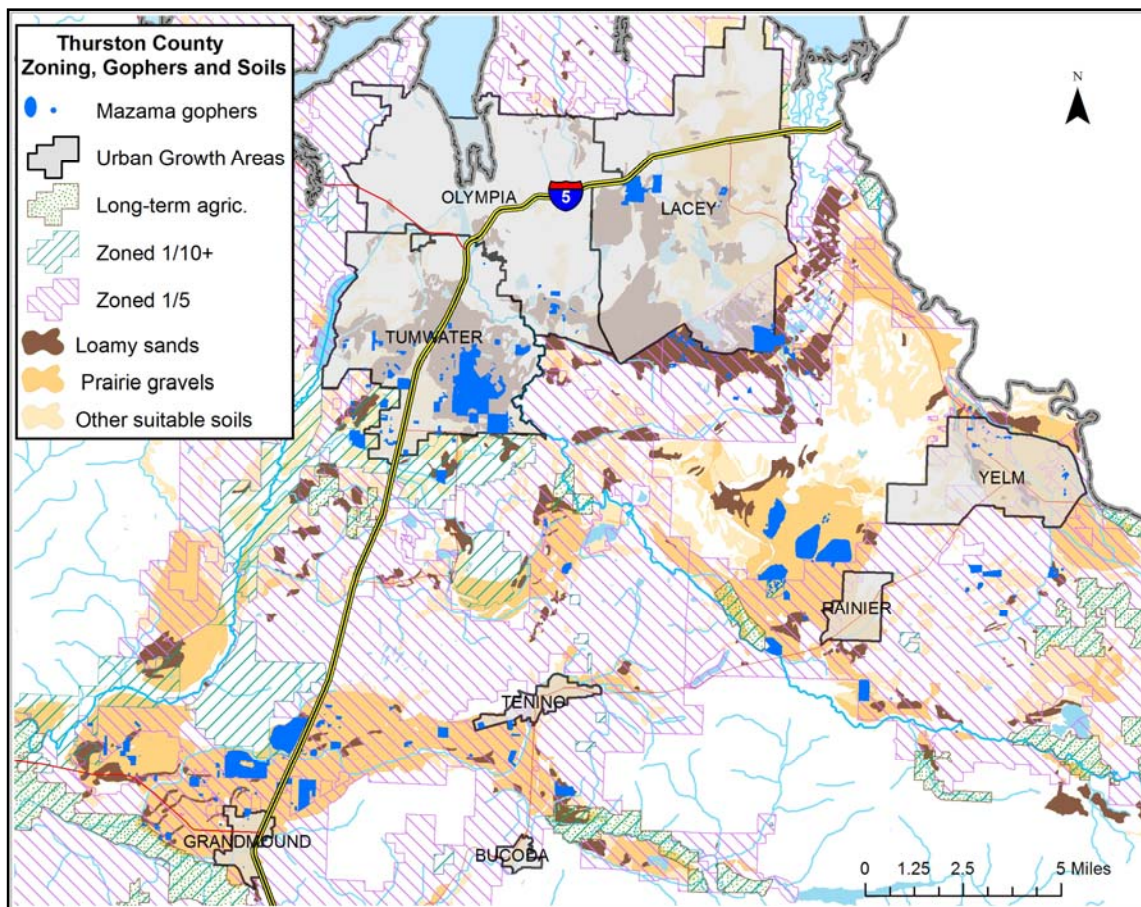 Thurston County
Zoning, Gophers and Soils
Mazama gophers
Urban Growth Areas
Long-term agric.
Zoned 1/10+
Zoned 1/5
Loamy sands
Prairie gravels
Other suitable soils
N
OLYMPIA
5
LACEY
TUMWATER
YELM
RAINIER
TENINO
GRANDMOUND
BUCODA
0 1.25 2.5 5 Miles